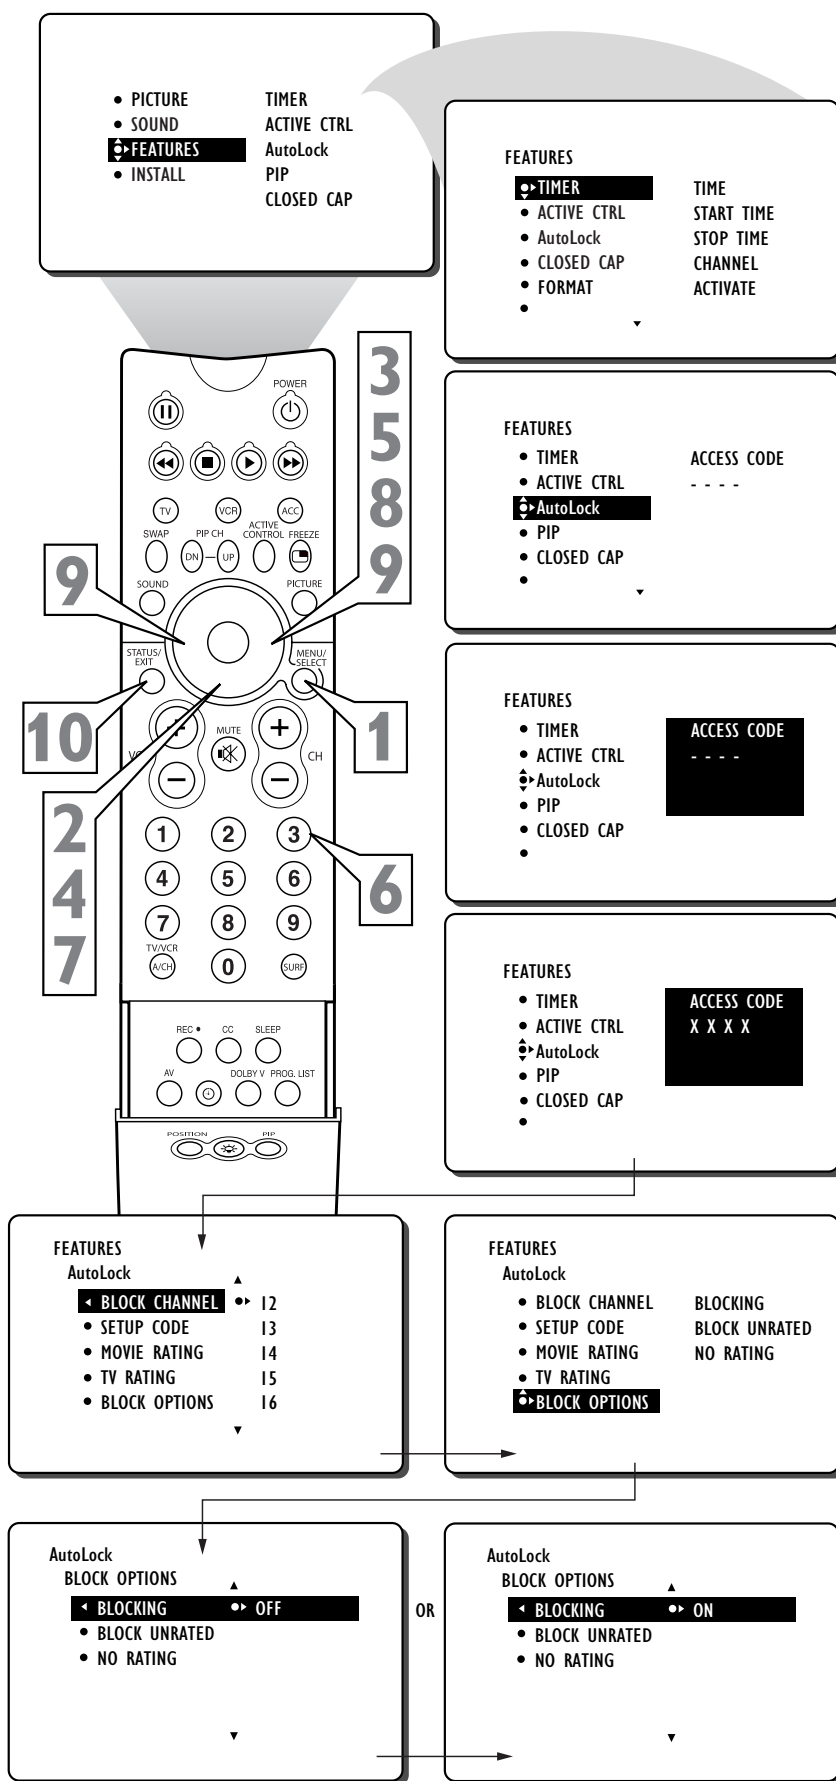 PICTURE TIMER
SOUND ACTIVE CTRL
FEATURES AutoLock
INSTALL PIP
CLOSED CAP
FEATURES
TIMER TIME
ACTIVE CTRL START TIME
AutoLock STOP TIME
CLOSED CAP CHANNEL
FORMAT ACTIVATE
FEATURES
TIMER ACCESS CODE
ACTIVE CTRL - - - -
AutoLock
PIP
CLOSED CAP
FEATURES
TIMER ACCESS CODE
ACTIVE CTRL - - - -
AutoLock
PIP
CLOSED CAP
FEATURES
TIMER ACCESS CODE
ACTIVE CTRL X X X X
AutoLock
PIP
CLOSED CAP
POWER
TV VCR ACC
SWAP PIP CH ACTIVE CONTROL FREEZE
DN UP
SOUND PICTURE
STATUS/EXIT MENU/SELECT
MUTE
CH
1 2 3
4 5 6
7 8 9
TV/VCR
A/CH 0 SURF
REC CC SLEEP
AV DOLBY V PROG. LIST
POSITION PIP
3
5
8
9
9
10
1
2
4
7
6
FEATURES
AutoLock
BLOCK CHANNEL 12
SETUP CODE 13
MOVIE RATING 14
TV RATING 15
BLOCK OPTIONS 16
FEATURES
AutoLock
BLOCK CHANNEL BLOCKING
SETUP CODE BLOCK UNRATED
MOVIE RATING NO RATING
TV RATING
BLOCK OPTIONS
AutoLock
BLOCK OPTIONS
BLOCKING OFF
BLOCK UNRATED
NO RATING
OR
AutoLock
BLOCK OPTIONS
BLOCKING ON
BLOCK UNRATED
NO RATING